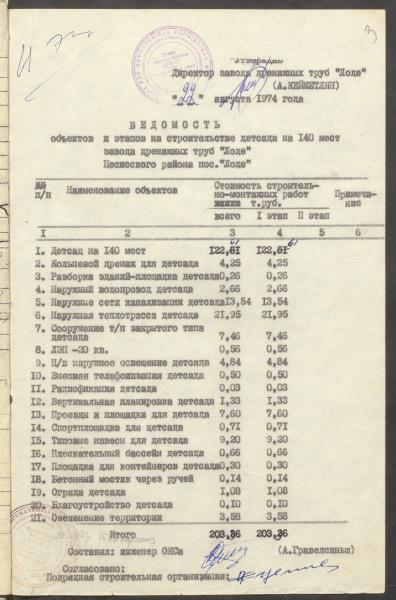 "Утверждаю"
Директор завода дренажных труб "Лоде"
(А.КЕЙМЕТЛИН)
" 22 " августа 1974 года
ВЕДОМОСТЬ
объектов и этапов на строительстве детсада на 140 мест
завода дренажных труб "Лоде"
Цесисского района пос."Лоде"
№№ п/п Наименование объектов Стоимость строитель- но-монтажных работ т.руб. Примеча- ние
всего I этап II этап
I 2 3 4 5 6
1. Детсад на 140 мест 122,61 122,61
2. Кольцевой дренаж для детсада 4,25 4,25
3. Разборка зданий-площадка детсада 0,26 0,26
4. Наружный водопровод детсада 2,66 2,66
5. Наружные сети канализации детсада 13,54 13,54
6. Наружная теплотрасса детсада 21,95 21,95
7. Сооружение т/п закрытого типа
детсада 7,46 7,46
8. ЛЭП -20 кв. 0,56 0,56
9. Н/в наружное освещение детсада 4,84 4,84
10. Внешняя телефонизация детсада 0,50 0,50
11. Радиофикация детсада 0,03 0,03
12. Вертикальная планировка детсада 1,33 1,33
13. Проезды и площадки для детсада 7,60 7,60
14. Спортплощадка для детсада 0,71 0,71
15. Типовые навесы для детсада 9,20 9,20
16. Плескательный бассейн детсада 0,66 0,66
17. Площадка для контейнеров детсада 0,30 0,30
18. Бетонный мостик через ручей 0,14 0,14
19. Ограда детсада 1,08 1,08
20. Благоустройство детсада 0,10 0,10
21. Озеленение территории 3,58 3,58
Итого 203,36 203,36
Составил: инженер ОКСа (А.Гравелсиньш)
Согласовано:
Подрядная строительная организация: